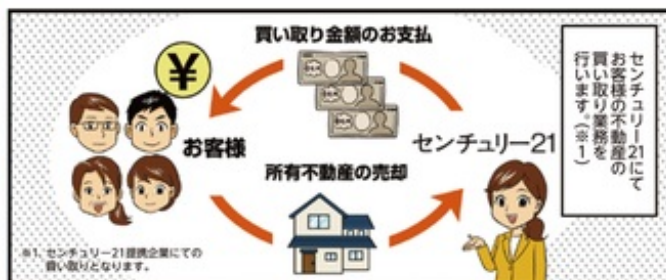 買い取り金額のお支払
センチュリー21にて
お客様の不動産の
買い取り業務を
行います。(※1)
¥
お客様
センチュリー21
所有不動産の売却
※1. センチュリー21提携企業にての
買い取りとなります。